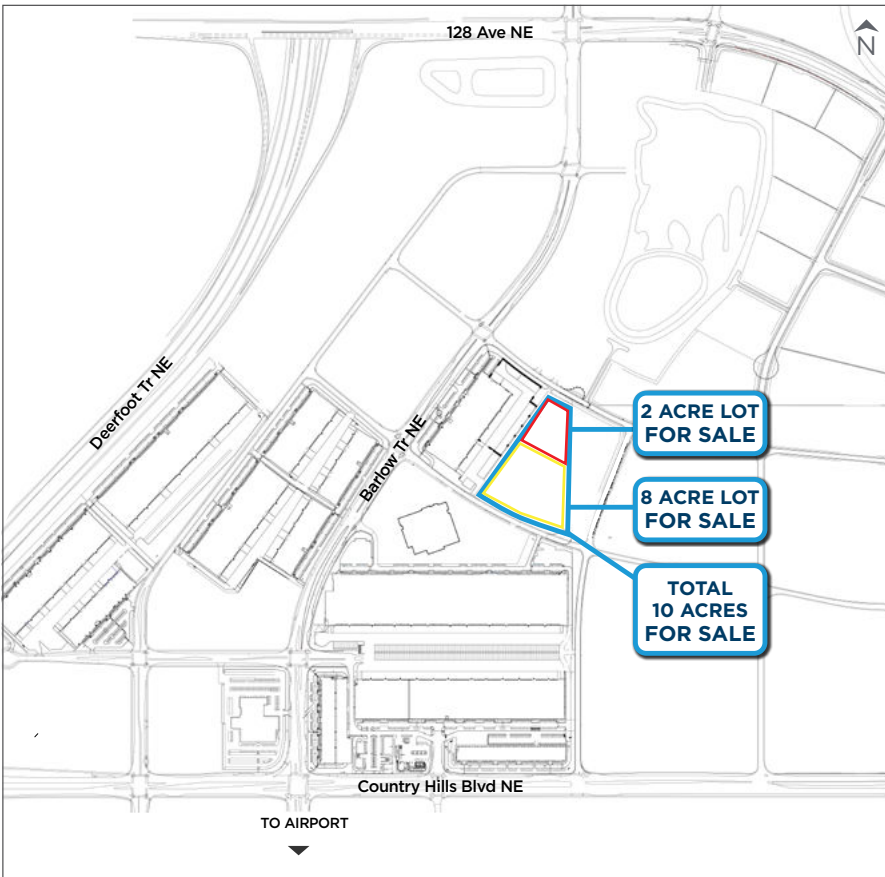 128 Ave NE
N
Deerfoot Tr NE
Barlow Tr NE
2 ACRE LOT
FOR SALE
8 ACRE LOT
FOR SALE
TOTAL
10 ACRES
FOR SALE
Country Hills Blvd NE
TO AIRPORT